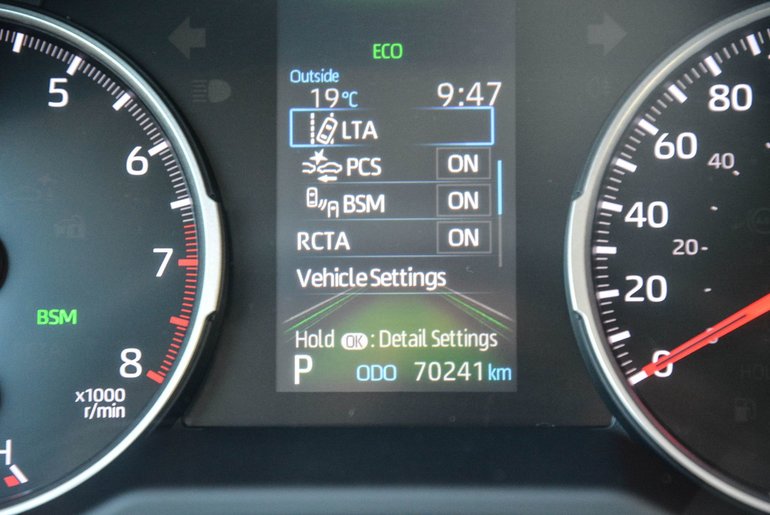 ECO
Outside
19°C 9:47
LTA
PCS ON
BSM ON
RCTA ON
Vehicle Settings
Hold OK : Detail Settings
P ODO 70241 km
5
6
7
8
x1000
r/min
BSM
H
80
60
40
40
20
20
0